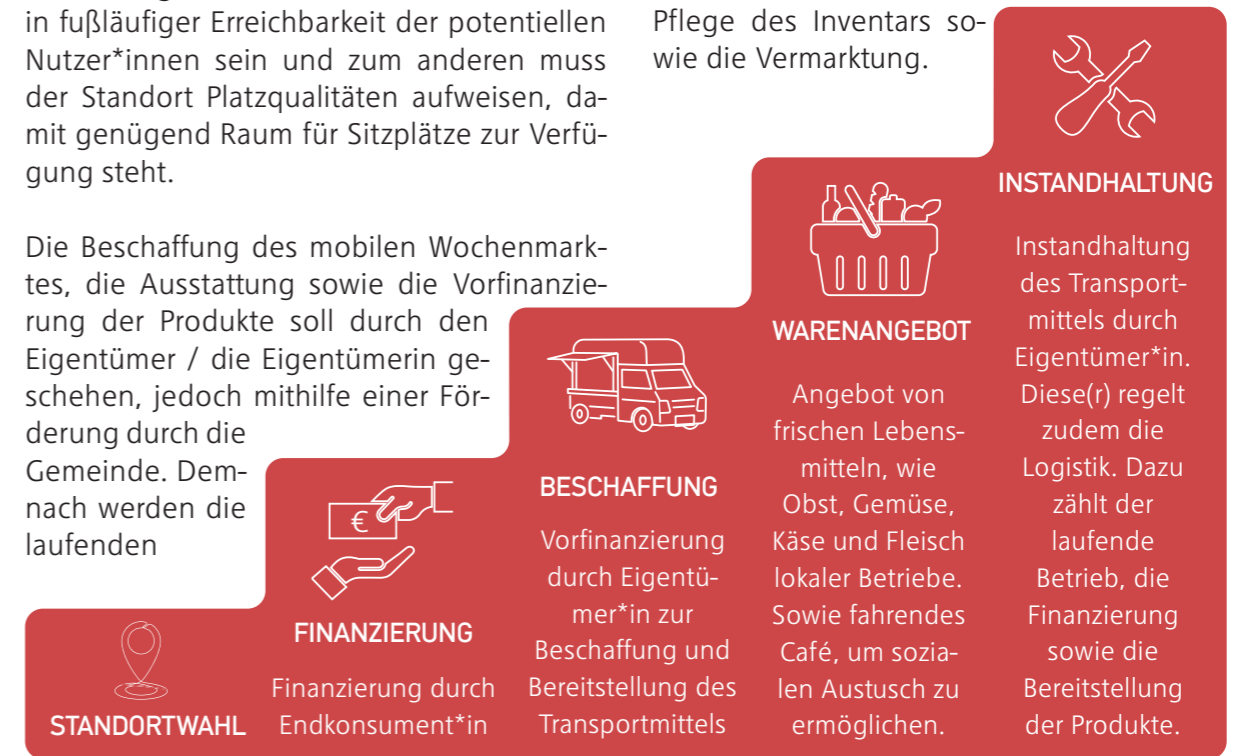 in fußläufiger Erreichbarkeit der potentiellen
Nutzer*innen sein und zum anderen muss
der Standort Platzqualitäten aufweisen, da-
mit genügend Raum für Sitzplätze zur Verfü-
gung steht.
Die Beschaffung des mobilen Wochenmark-
tes, die Ausstattung sowie die Vorfinanzie-
rung der Produkte soll durch den
Eigentümer / die Eigentümerin ge-
schehen, jedoch mithilfe einer För-
derung durch die
Gemeinde. Dem-
nach werden die
laufenden
Pflege des Inventars so-
wie die Vermarktung.
STANDORTWAHL
€
FINANZIERUNG
Finanzierung durch
Endkonsument*in
BESCHAFFUNG
Vorfinanzierung
durch Eigentü-
mer*in zur
Beschaffung und
Bereitstellung des
Transportmittels
WARENANGEBOT
Angebot von
frischen Lebens-
mitteln, wie
Obst, Gemüse,
Käse und Fleisch
lokaler Betriebe.
Sowie fahrendes
Café, um sozia-
len Austusch zu
ermöglichen.
INSTANDHALTUNG
Instandhaltung
des Transport-
mittels durch
Eigentümer*in.
Diese(r) regelt
zudem die
Logistik. Dazu
zählt der
laufende
Betrieb, die
Finanzierung
sowie die
Bereitstellung
der Produkte.